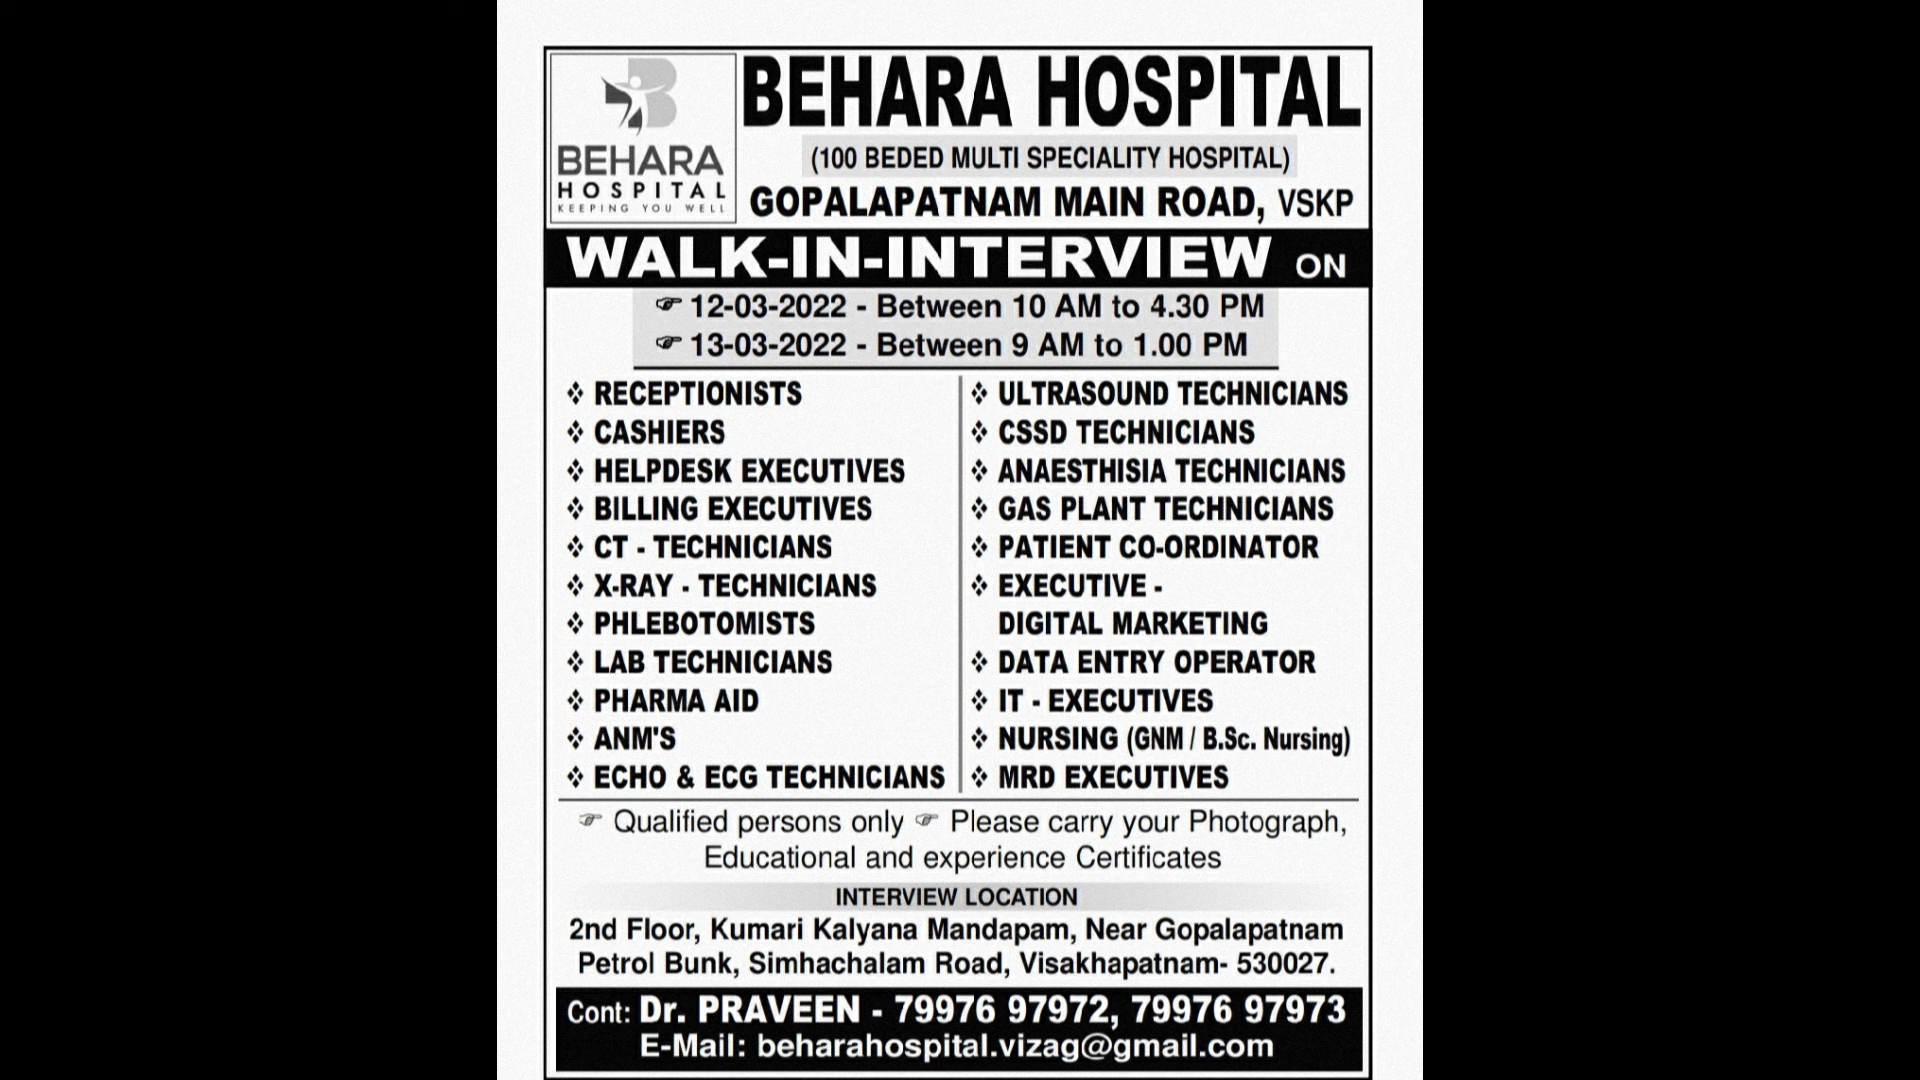 BEHARA
HOSPITAL
KEEPING YOU WELL
BEHARA HOSPITAL
(100 BEDED MULTI SPECIALITY HOSPITAL)
GOPALAPATNAM MAIN ROAD, VSKP
WALK-IN-INTERVIEW ON
☞ 12-03-2022 - Between 10 AM to 4.30 PM
☞ 13-03-2022 - Between 9 AM to 1.00 PM
❖ RECEPTIONISTS
❖ CASHIERS
❖ HELPDESK EXECUTIVES
❖ BILLING EXECUTIVES
❖ CT - TECHNICIANS
❖ X-RAY - TECHNICIANS
❖ PHLEBOTOMISTS
❖ LAB TECHNICIANS
❖ PHARMA AID
❖ ANM'S
❖ ECHO & ECG TECHNICIANS
❖ ULTRASOUND TECHNICIANS
❖ CSSD TECHNICIANS
❖ ANAESTHISIA TECHNICIANS
❖ GAS PLANT TECHNICIANS
❖ PATIENT CO-ORDINATOR
❖ EXECUTIVE -
DIGITAL MARKETING
❖ DATA ENTRY OPERATOR
❖ IT - EXECUTIVES
❖ NURSING (GNM / B.Sc. Nursing)
❖ MRD EXECUTIVES
☞ Qualified persons only ☞ Please carry your Photograph,
Educational and experience Certificates
INTERVIEW LOCATION
2nd Floor, Kumari Kalyana Mandapam, Near Gopalapatnam
Petrol Bunk, Simhachalam Road, Visakhapatnam- 530027.
Cont: Dr. PRAVEEN - 79976 97972, 79976 97973
E-Mail: beharahospital.vizag@gmail.com